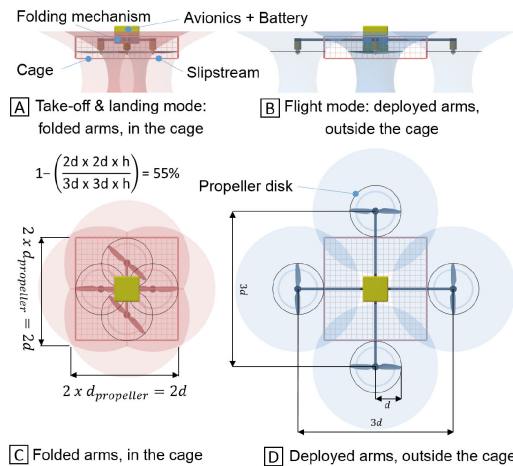 Folding mechanism
Avionics + Battery
Cage
Slipstream
A Take-off & landing mode:
folded arms, in the cage
B Flight mode: deployed arms,
outside the cage
1− (2d x 2d x h / 3d x 3d x h) = 55%
Propeller disk
2 x d_propeller = 2d
2 x d_propeller = 2d
3d
d
3d
C Folded arms, in the cage
D Deployed arms, outside the cage